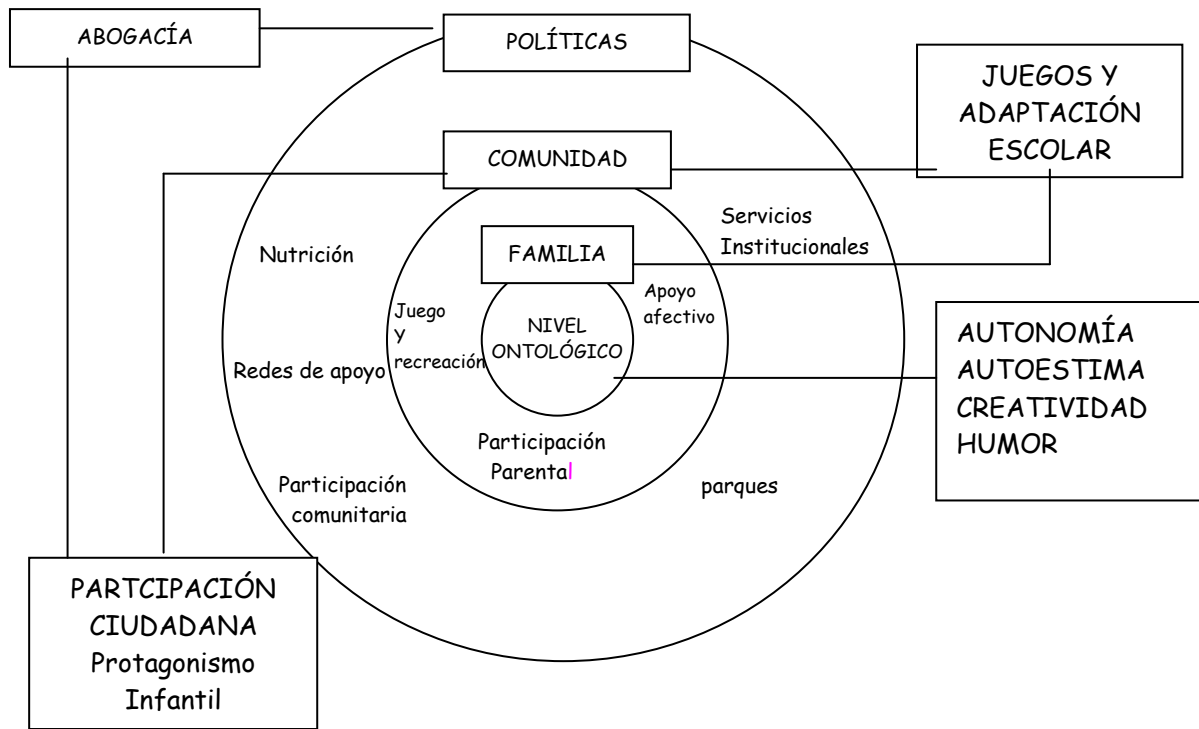 ABOGACÍA
POLÍTICAS
JUEGOS Y
ADAPTACIÓN
ESCOLAR
COMUNIDAD
Servicios
Institucionales
Nutrición
FAMILIA
Apoyo
afectivo
Juego
Y
recreación
NIVEL
ONTOLÓGICO
Redes de apoyo
AUTONOMÍA
AUTOESTIMA
CREATIVIDAD
HUMOR
Participación
Parental
Participación
comunitaria
parques
PARTCIPACIÓN
CIUDADANA
Protagonismo
Infantil